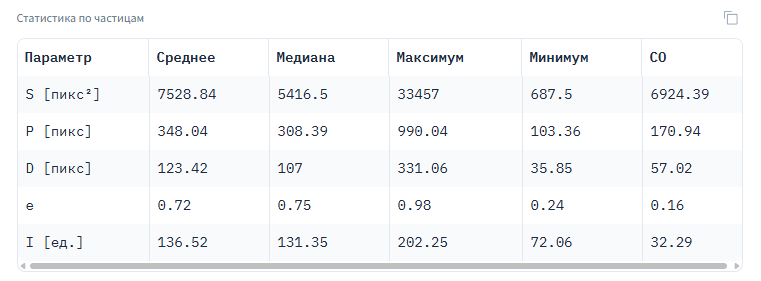 Статистика по частицам
Параметр Среднее Медиана Максимум Минимум СО
S [пикс²] 7528.84 5416.5 33457 687.5 6924.39
P [пикс] 348.04 308.39 990.04 103.36 170.94
D [пикс] 123.42 107 331.06 35.85 57.02
e 0.72 0.75 0.98 0.24 0.16
I [ед.] 136.52 131.35 202.25 72.06 32.29